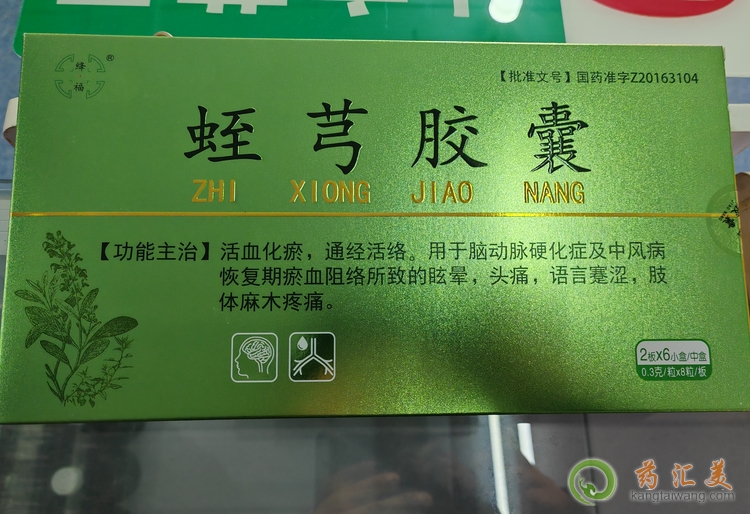 绛福®
【批准文号】国药准字Z20163104
蛭芎胶囊
ZHI XIONG JIAO NANG
【功能主治】活血化瘀，通经活络。用于脑动脉硬化症及中风病
恢复期瘀血阻络所致的眩晕，头痛，语言蹇涩，肢
体麻木疼痛。
2板x6小盒/中盒
0.3克/粒x8粒/板
药汇美
kangtaiwang.com